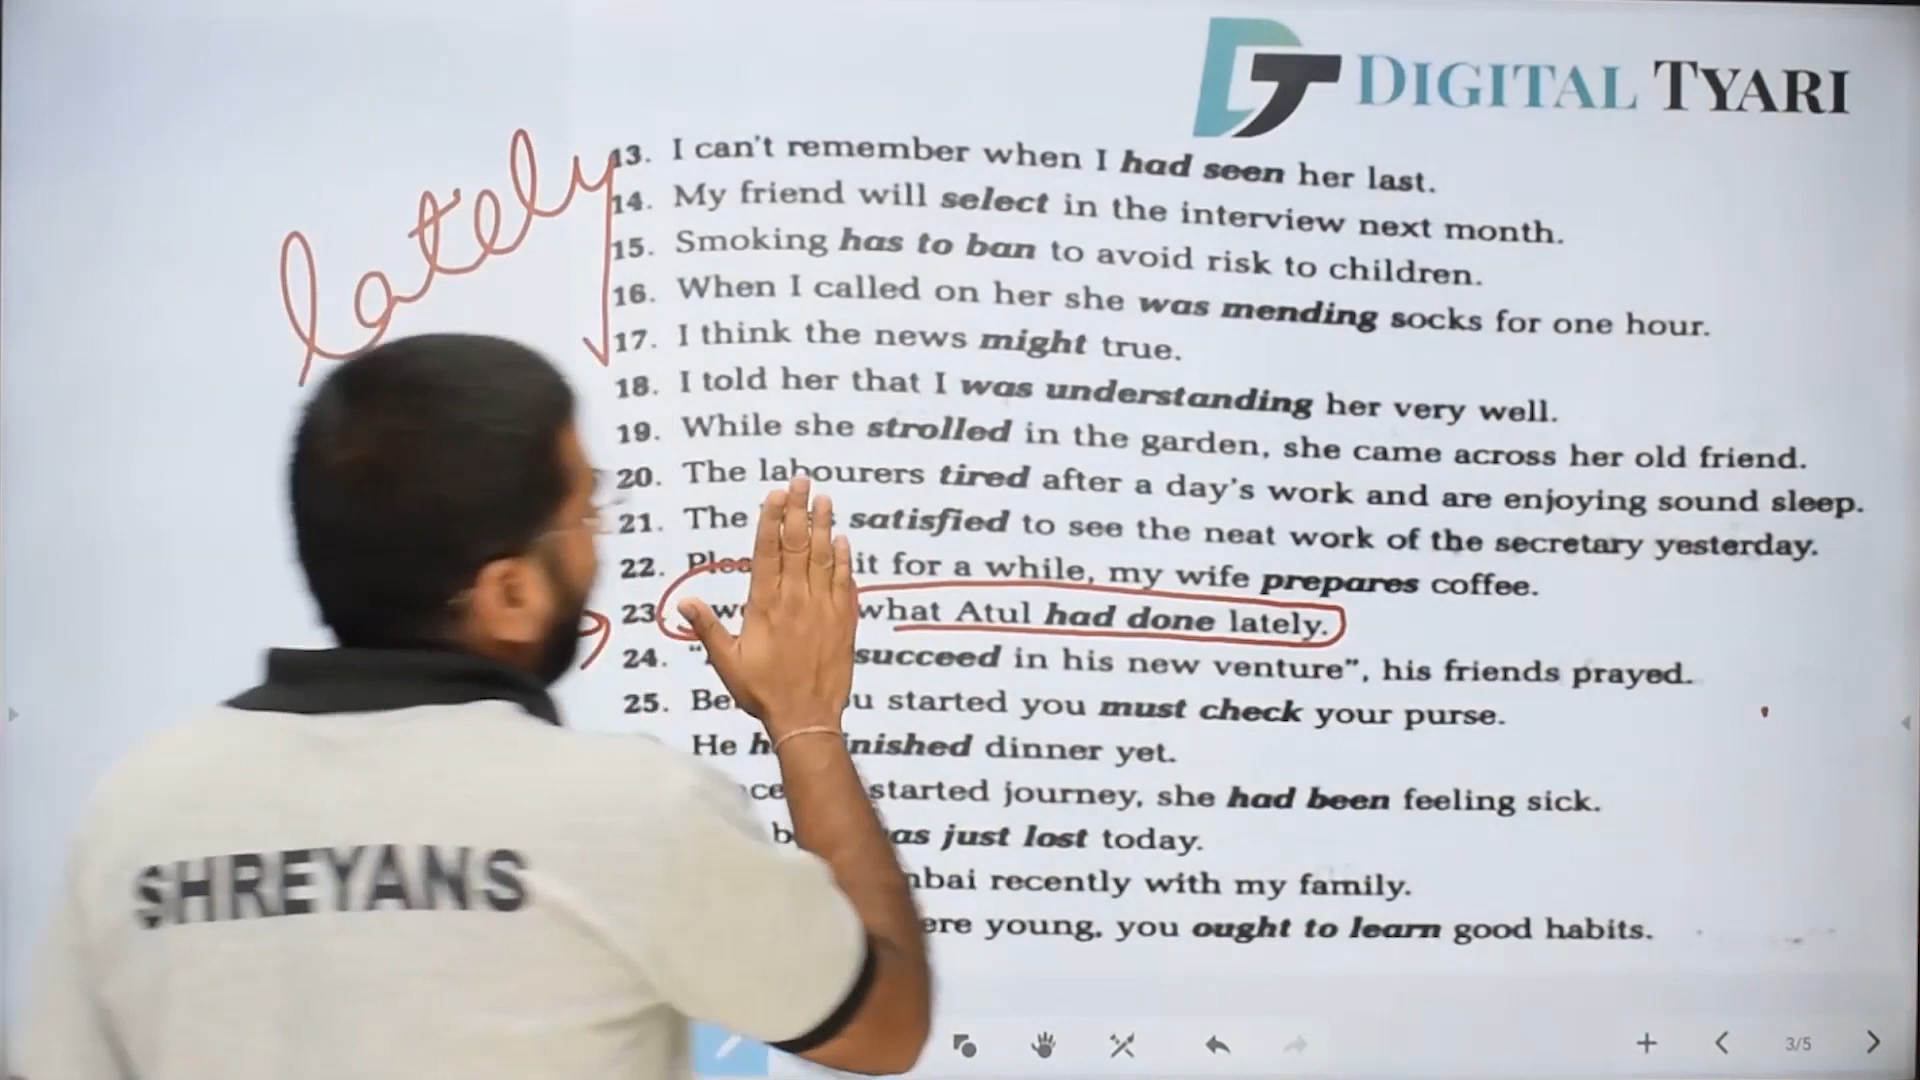 DT DIGITAL TYARI
lately
13. I can't remember when I had seen her last.
14. My friend will select in the interview next month.
15. Smoking has to ban to avoid risk to children.
16. When I called on her she was mending socks for one hour.
17. I think the news might true.
18. I told her that I was understanding her very well.
19. While she strolled in the garden, she came across her old friend.
20. The labourers tired after a day's work and are enjoying sound sleep.
21. The satisfied to see the neat work of the secretary yesterday.
22. it for a while, my wife prepares coffee.
23. what Atul had done lately.
24. succeed in his new venture", his friends prayed.
25. started you must check your purse.
He dinner yet.
started journey, she had been feeling sick.
just lost today.
recently with my family.
young, you ought to learn good habits.
SHREYANS
3/5